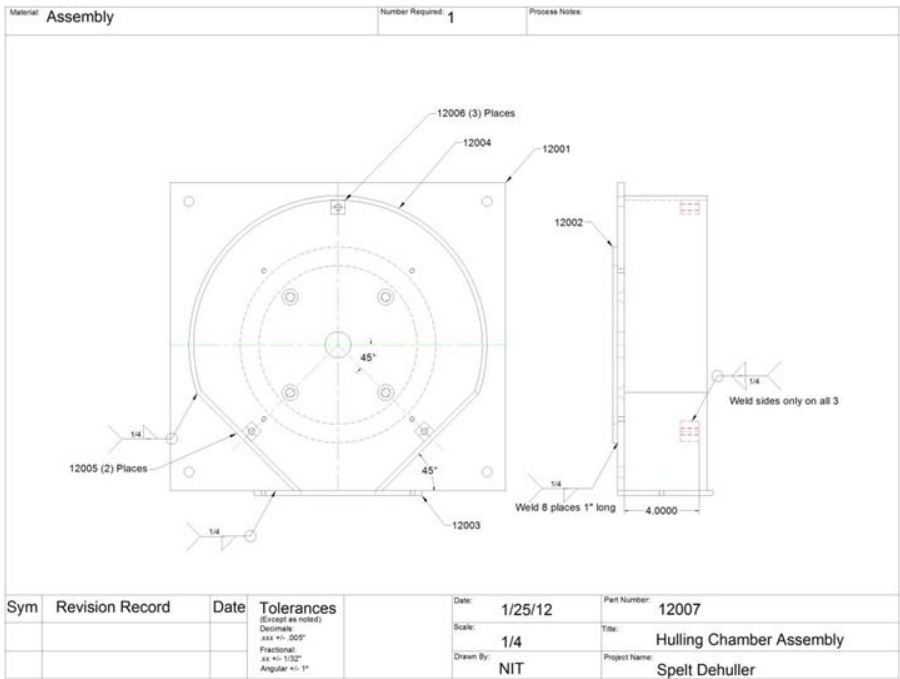 Material: Assembly
Number Required: 1
Process Notes:
12006 (3) Places
12004
12001
12002
45°
1/4
Weld sides only on all 3
1/4
12005 (2) Places
45°
1/4
Weld 8 places 1" long
4.0000
12003
1/4
Sym Revision Record Date
Tolerances
(Except as noted)
Decimals:
.xxx +/- .005"
Fractional:
.xx +/- 1/32"
Angular +/- 1°
Date: 1/25/12
Part Number: 12007
Scale: 1/4
Title: Hulling Chamber Assembly
Drawn By: NIT
Project Name: Spelt Dehuller